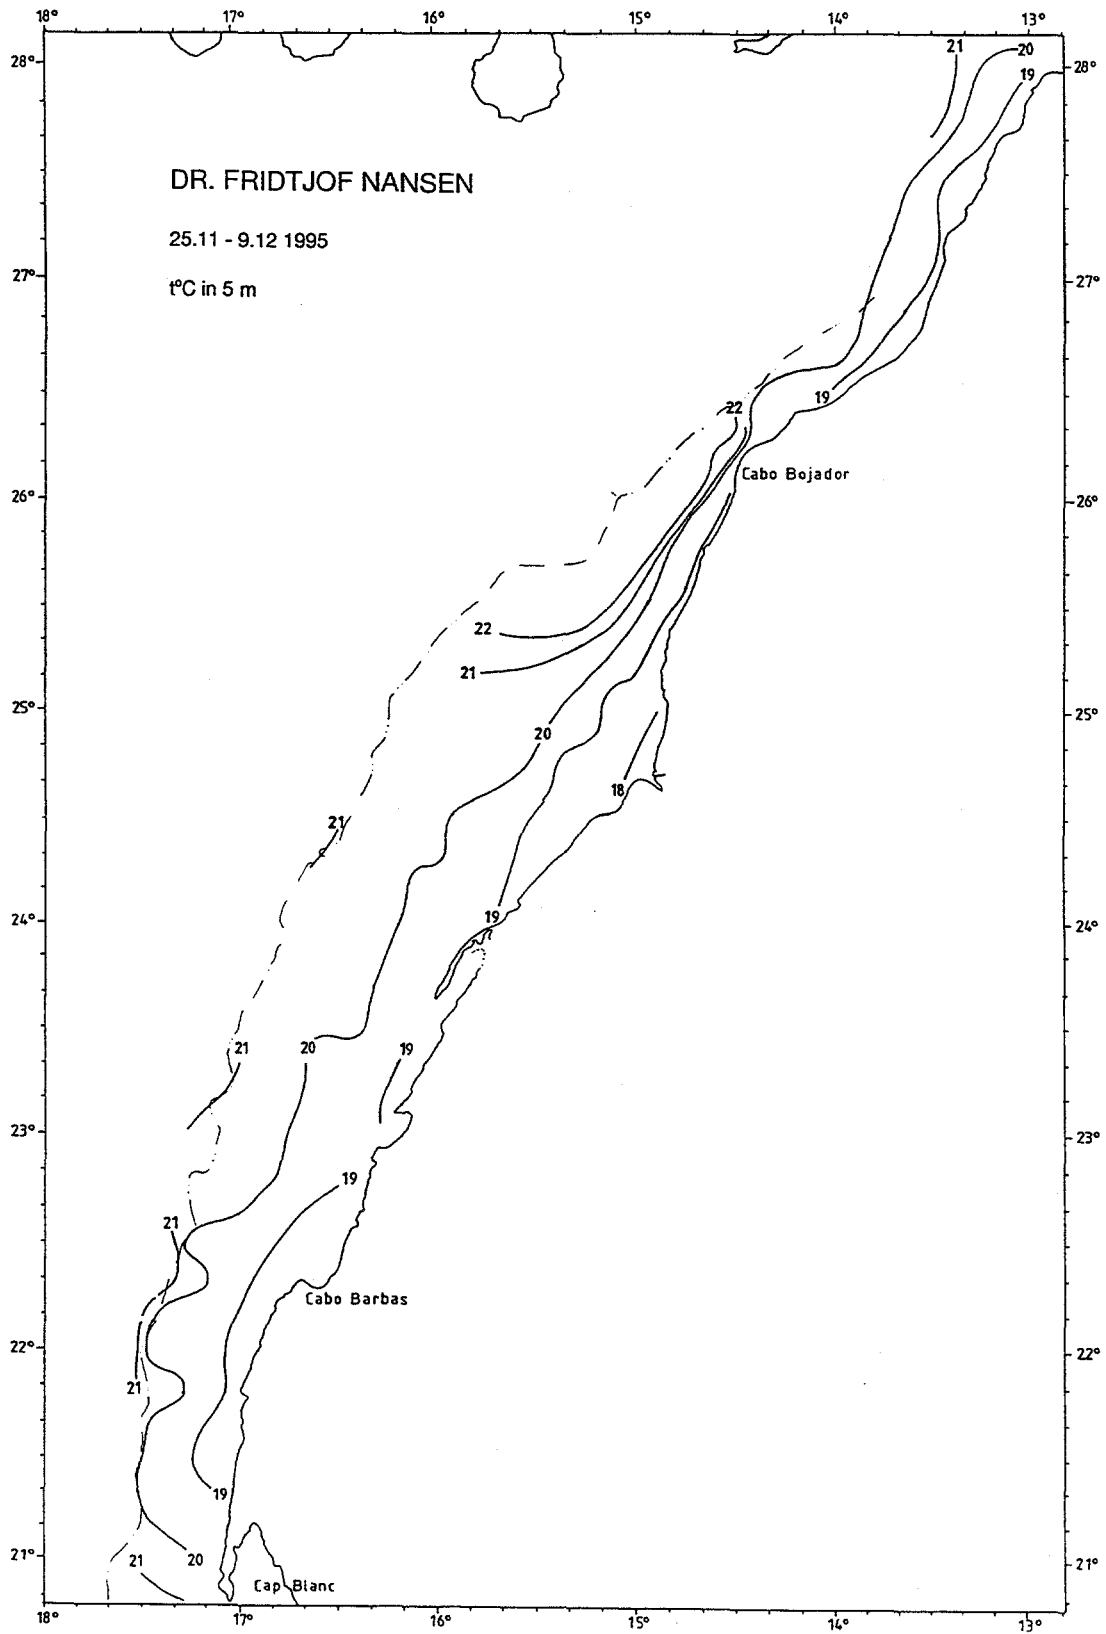 18° 17° 16° 15° 14° 13°
21 20
28° 28°
19
DR. FRIDTJOF NANSEN
25.11 - 9.12 1995
27° 27°
t°C in 5 m
19
22
Cabo Bojador
26° 26°
22
21
25° 25°
20
18
21
24° 19 24°
21 20 19
23° 23°
19
21
Cabo Barbas
22° 22°
21
19
21° 21 20 21°
Cap Blanc
18° 17° 16° 15° 14° 13°